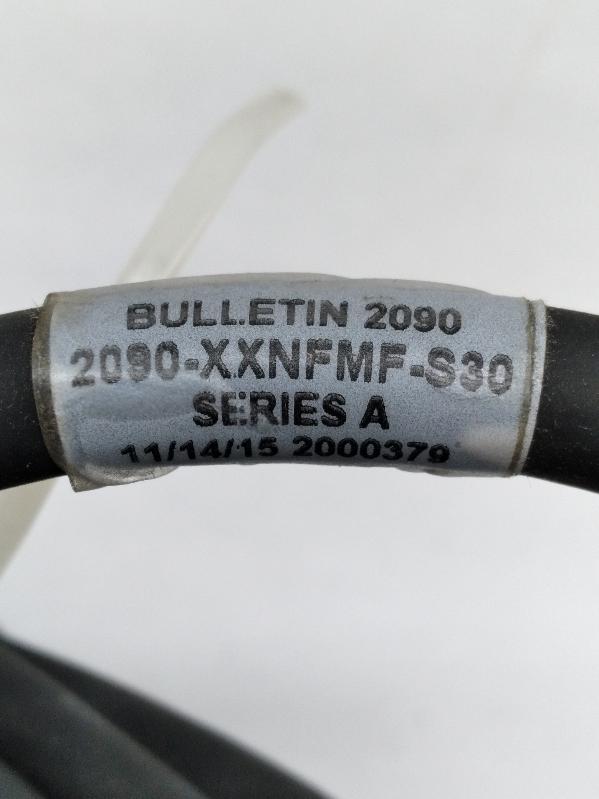 BULLETIN 2090
2090-XXNFMF-S30
SERIES A
11/14/15 2000379